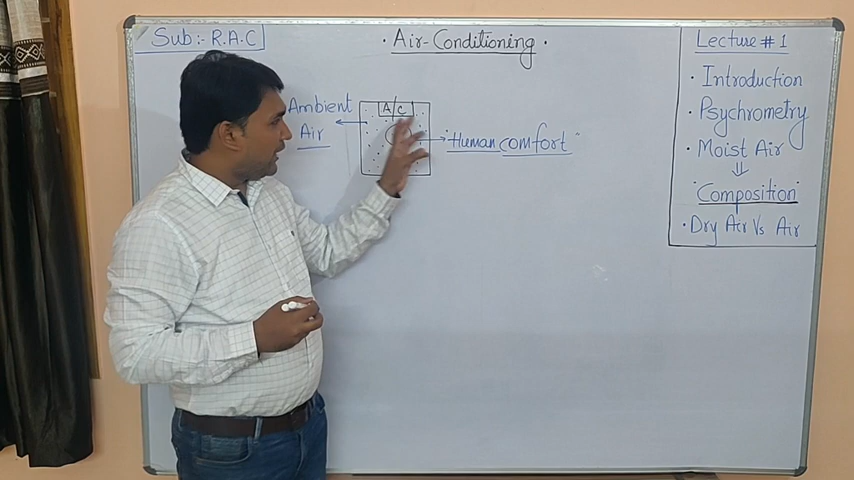 Sub :- R.A.C
· Air-Conditioning ·
Lecture # 1
· Introduction
· Psychrometry
· Moist Air
"Composition"
· Dry Air Vs Air
Ambient
Air
A/C
"Human comfort"